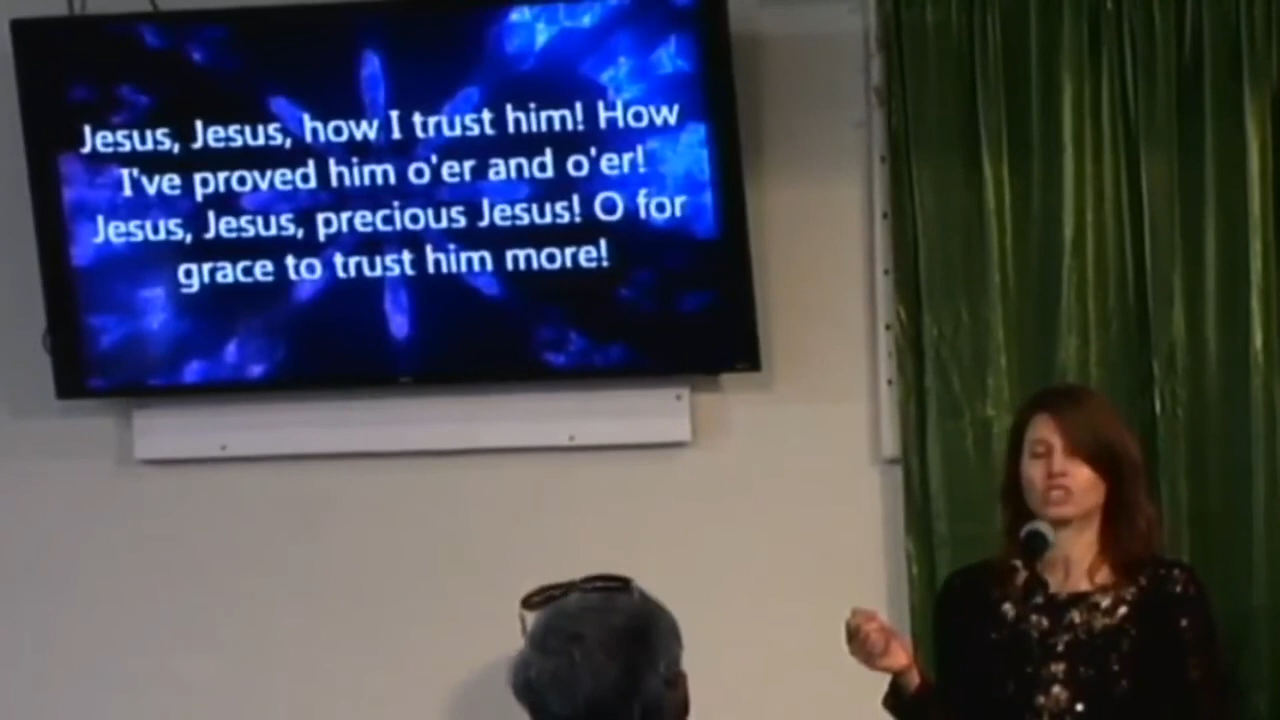 Jesus, Jesus, how I trust him! How
I've proved him o'er and o'er!
Jesus, Jesus, precious Jesus! O for
grace to trust him more!